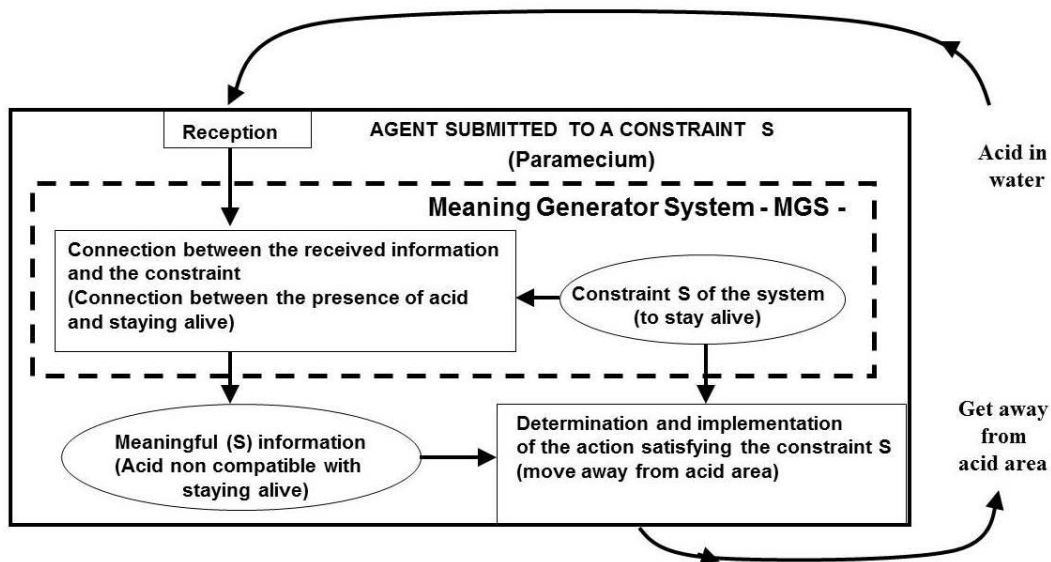 Reception
AGENT SUBMITTED TO A CONSTRAINT S
(Paramecium)
Acid in
water
Meaning Generator System - MGS -
Connection between the received information
and the constraint
(Connection between the presence of acid
and staying alive)
Constraint S of the system
(to stay alive)
Meaningful (S) information
(Acid non compatible with
staying alive)
Determination and implementation
of the action satisfying the constraint S
(move away from acid area)
Get away
from
acid area